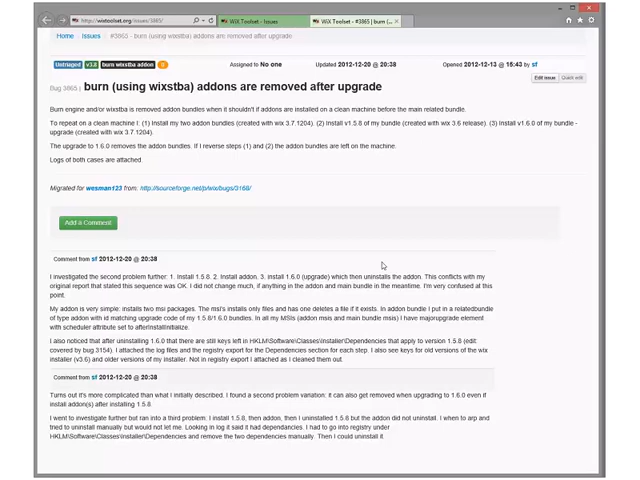 http://wixtoolset.org/issues/3865/
WiX Toolset - Issues
WiX Toolset - #3865 | burn (...
Home Issues #3865 - burn (using wixstba) addons are removed after upgrade
Untriaged v3.8 burn wixstba addon
Assigned to No one
Updated 2012-12-20 @ 20:38
Opened 2012-12-13 @ 15:43 by sf
Edit issue Quick edit
Bug 3865 | burn (using wixstba) addons are removed after upgrade
Burn engine and/or wixstba is removed addon bundles when it shouldn't if addons are installed on a clean machine before the main related bundle.
To repeat on a clean machine I: (1) Install my two addon bundles (created with wix 3.7.1204). (2) Install v1.5.8 of my bundle (created with wix 3.6 release). (3) Install v1.6.0 of my bundle -
upgrade (created with wix 3.7.1204).
The upgrade to 1.6.0 removes the addon bundles. If I reverse steps (1) and (2) the addon bundles are left on the machine.
Logs of both cases are attached
Migrated for wesman123 from: http://sourceforge.net/p/wix/bugs/3168/
Add a Comment
Comment from sf 2012-12-20 @ 20:38
I investigated the second problem further: 1. Install 1.5.8. 2. Install addon. 3. install 1.6.0 (upgrade) which then uninstalls the addon. This conflicts with my
original report that stated this sequence was OK. I did not change much, if anything in the addon and main bundle in the meantime. I'm very confused at this
point.
My addon is very simple: installs two msi packages. The msi's installs only files and has one deletes a file if it exists. In addon bundle I put in a relatedbundle
of type addon with id matching upgrade code of my 1.5.8/1.6.0 bundles. In all my MSIs (addon msis and main bundle msis) I have majorupgrade element
with scheduler attribute set to afterInstallInitialize.
I also noticed that after uninstalling 1.6.0 that there are still keys left in HKLM\Software\Classes\Installer\Dependencies that apply to version 1.5.8 (edit:
covered by bug 3154). I attached the log files and the registry export for the Dependencies section for each step. I also see keys for old versions of the wix
installer (v3.6) and older versions of my installer. Not in registry export I attached as I cleaned them out.
Comment from sf 2012-12-20 @ 20:38
Turns out it's more complicated than what I initially described. I found a second problem variation: it can also get removed when upgrading to 1.6.0 even if
install addon(s) after installing 1.5.8.
I went to investigate further but ran into a third problem: I install 1.5.8, then addon, then I uninstalled 1.5.8 but the addon did not uninstall. I when to arp and
tried to uninstall manually but would not let me. Looking in log it said it had dependancies. I had to go into registry under
HKEY_LM\Software\Classes\Installer\Dependencies and remove the two dependencies manually. Then I could uninstall it.